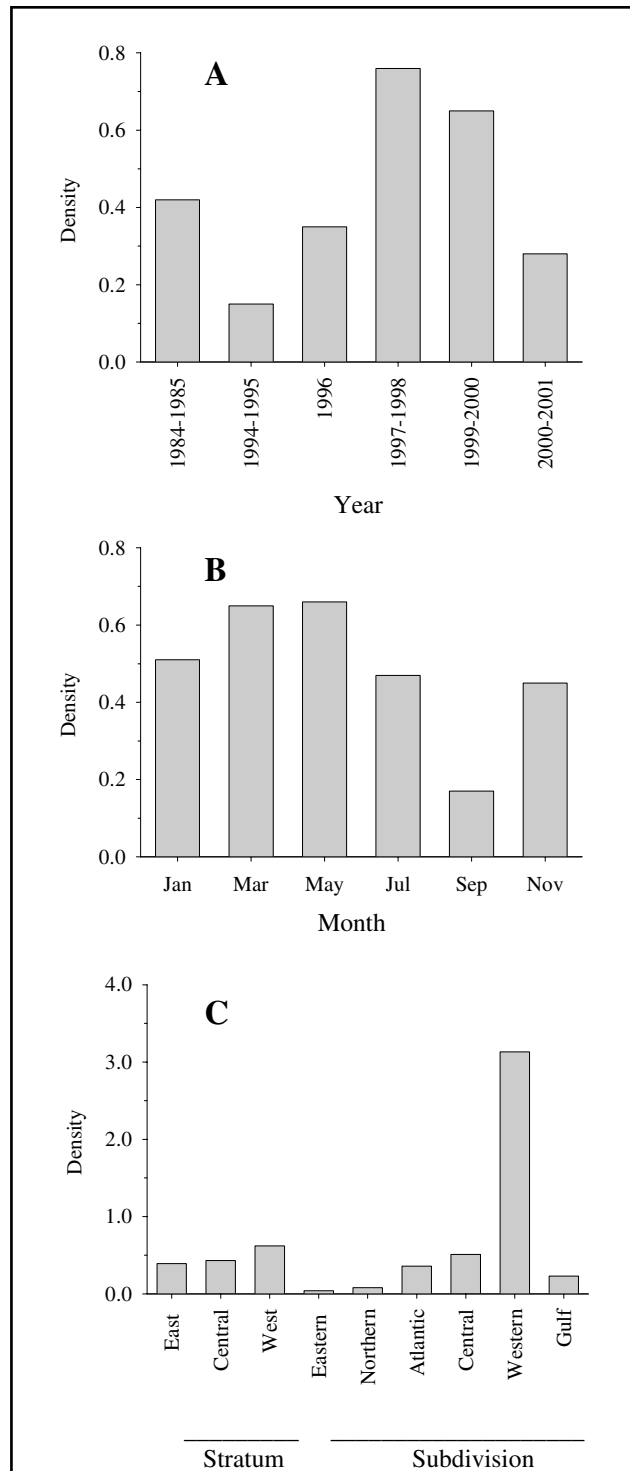 A
0.8
0.6
0.4
0.2
0.0
Density
1984-1985
1994-1995
1996
1997-1998
1999-2000
2000-2001
Year
B
0.8
0.6
0.4
0.2
0.0
Density
Jan Mar May Jul Sep Nov
Month
C
4.0
3.0
2.0
1.0
0.0
Density
East
Central
West
Eastern
Northern
Atlantic
Central
Western
Gulf
Stratum Subdivision